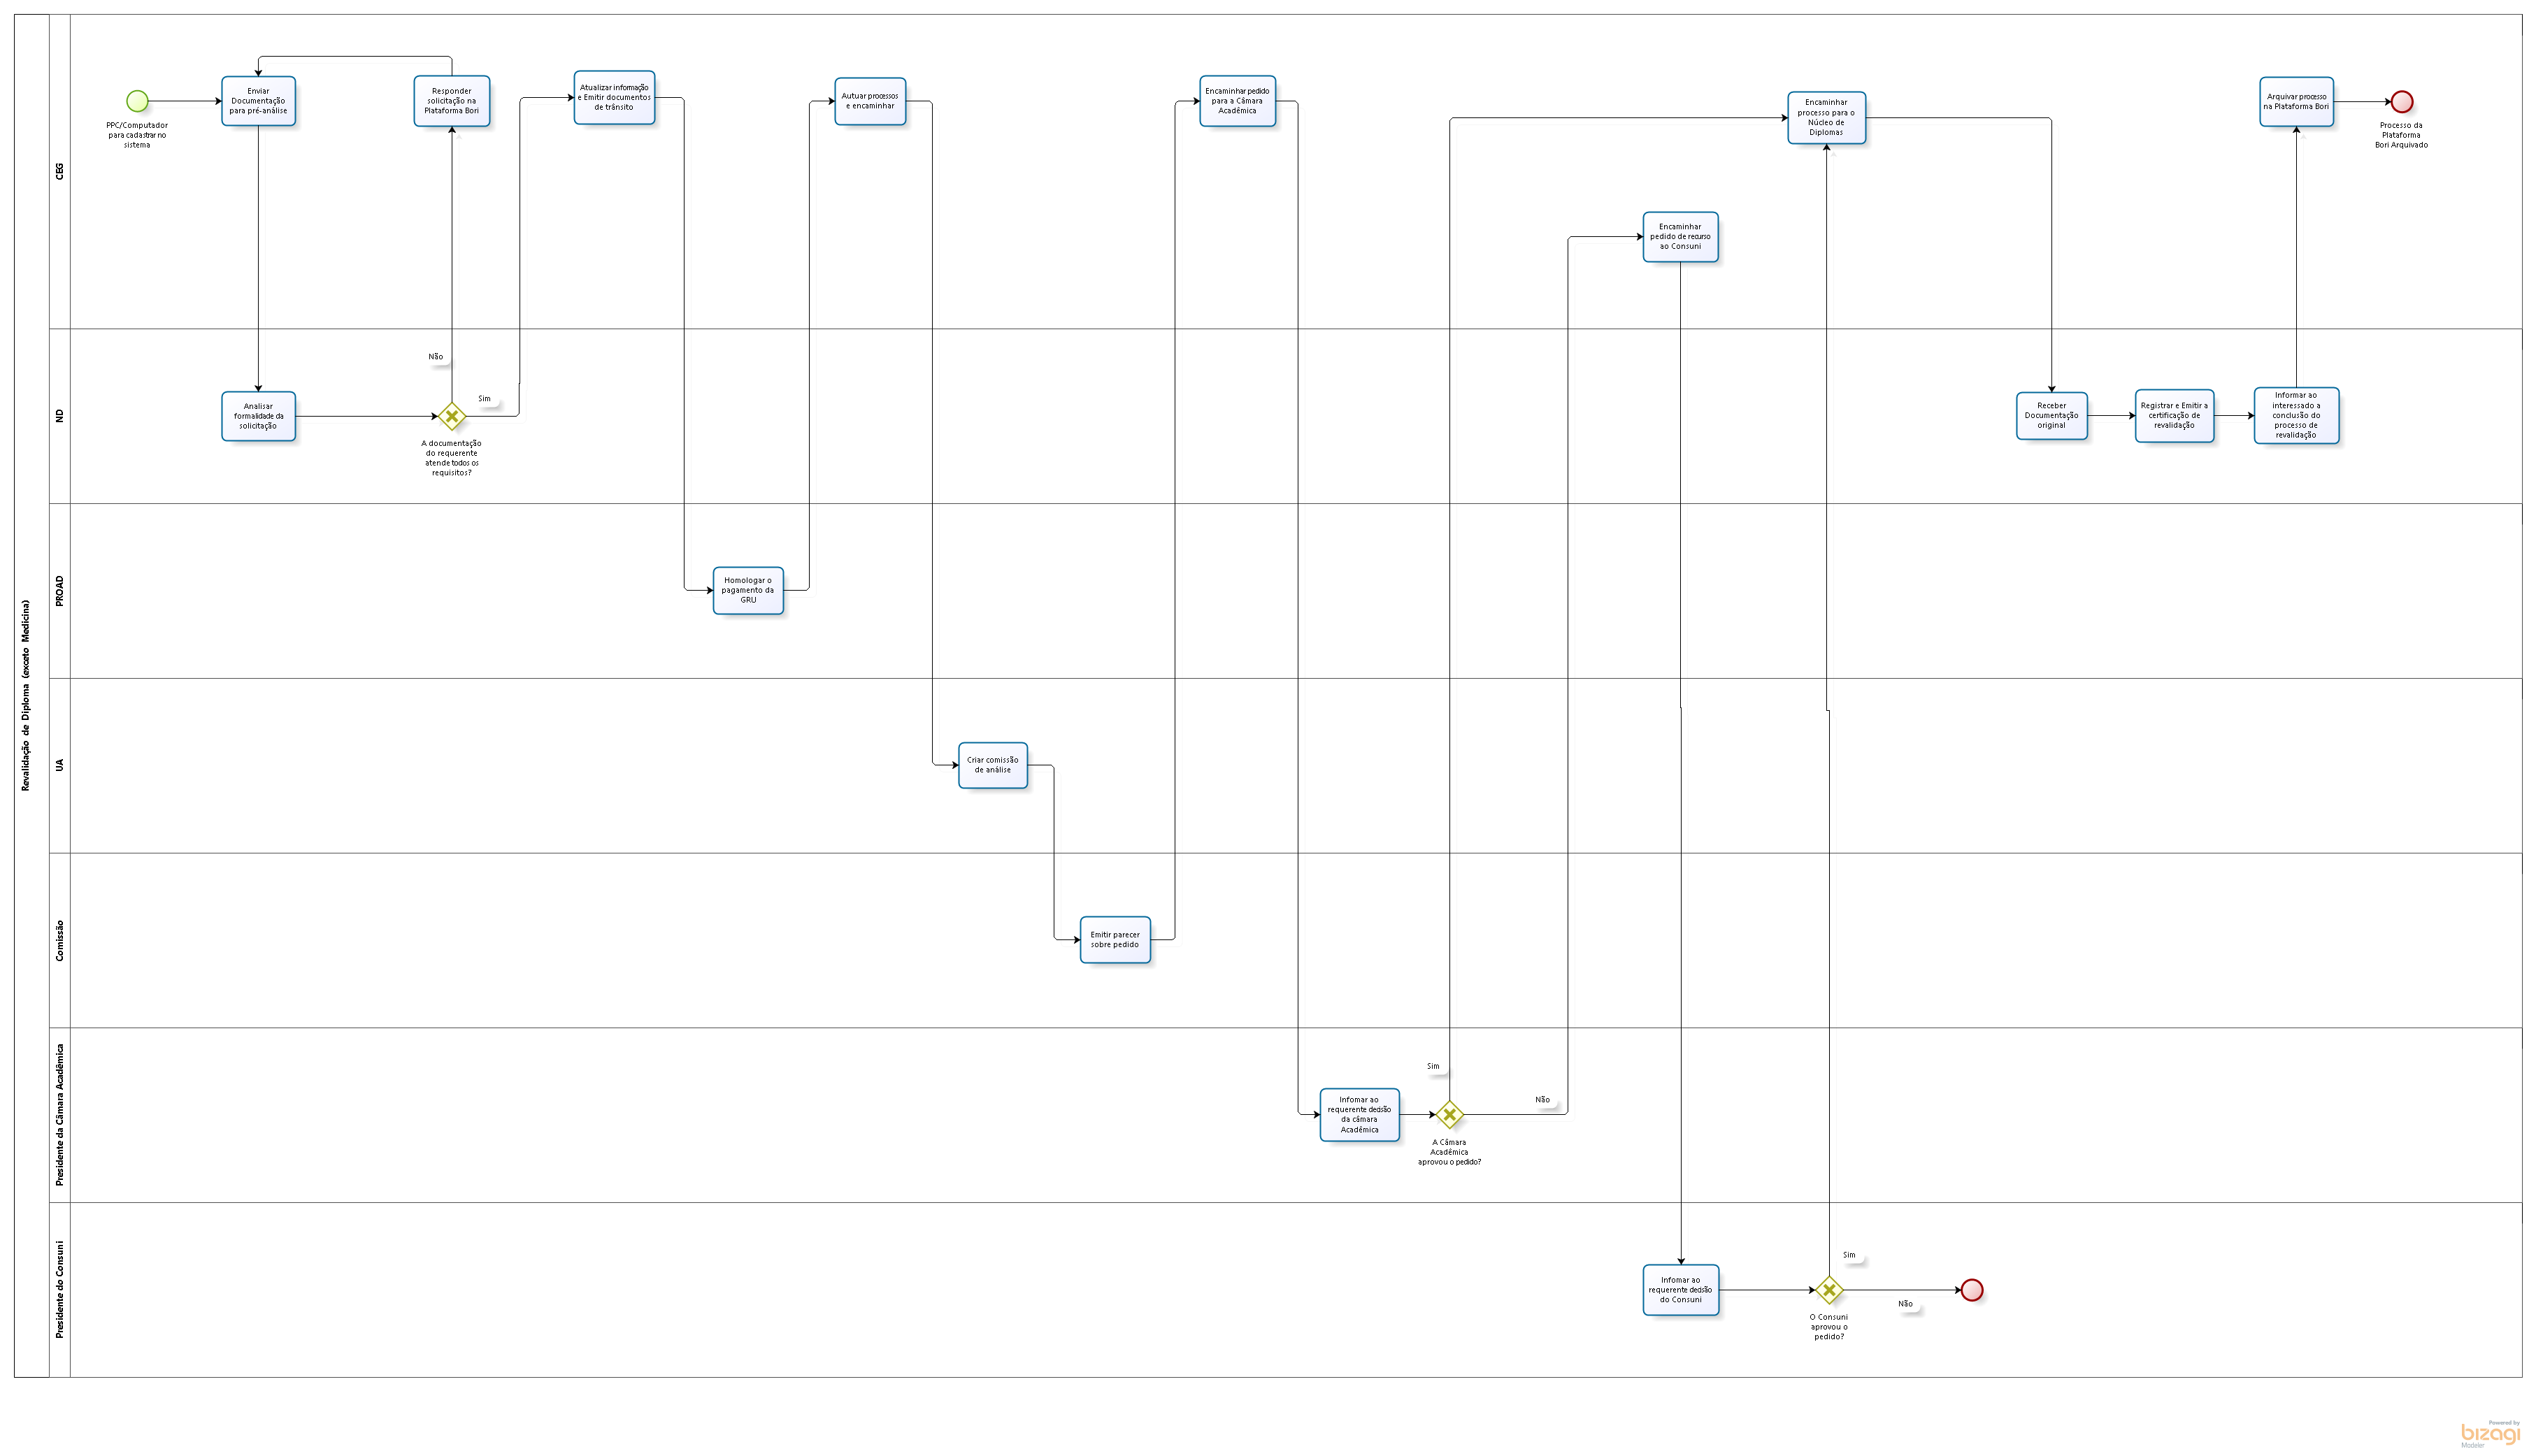 Revalidação de Diploma (exceto Medicina)
CEG
PPC/Computador
para cadastrar no
sistema
Enviar
Documentação
para pré-análise
Responder
solicitação na
Plataforma Bori
Atualizar informação
e Emitir documentos
de trânsito
Autuar processos
e encaminhar
Encaminhar pedido
para a Câmara
Acadêmica
Encaminhar
pedido de recurso
ao Consuni
Encaminhar
processo para o
Núcleo de
Diplomas
Arquivar processo
na Plataforma Bori
Processo da
Plataforma
Bori Arquivado
ND
Analisar
formalidade da
solicitação
Não
Sim
A documentação
do requerente
atende todos os
requisitos?
Receber
Documentação
original
Registrar e Emitir a
certificação de
revalidação
Informar ao
interessado a
conclusão do
processo de
revalidação
PROAD
Homologar o
pagamento da
GRU
UA
Criar comissão
de análise
Comissão
Emitir parecer
sobre pedido
Presidente da Câmara Acadêmica
Infomar ao
requerente decisão
da câmara
Acadêmica
Sim
Não
A Câmara
Acadêmica
aprovou o pedido?
Presidente do Consuni
Infomar ao
requerente decisão
do Consuni
Sim
Não
O Consuni
aprovou o
pedido?
Powered by
bizagi
Modeler